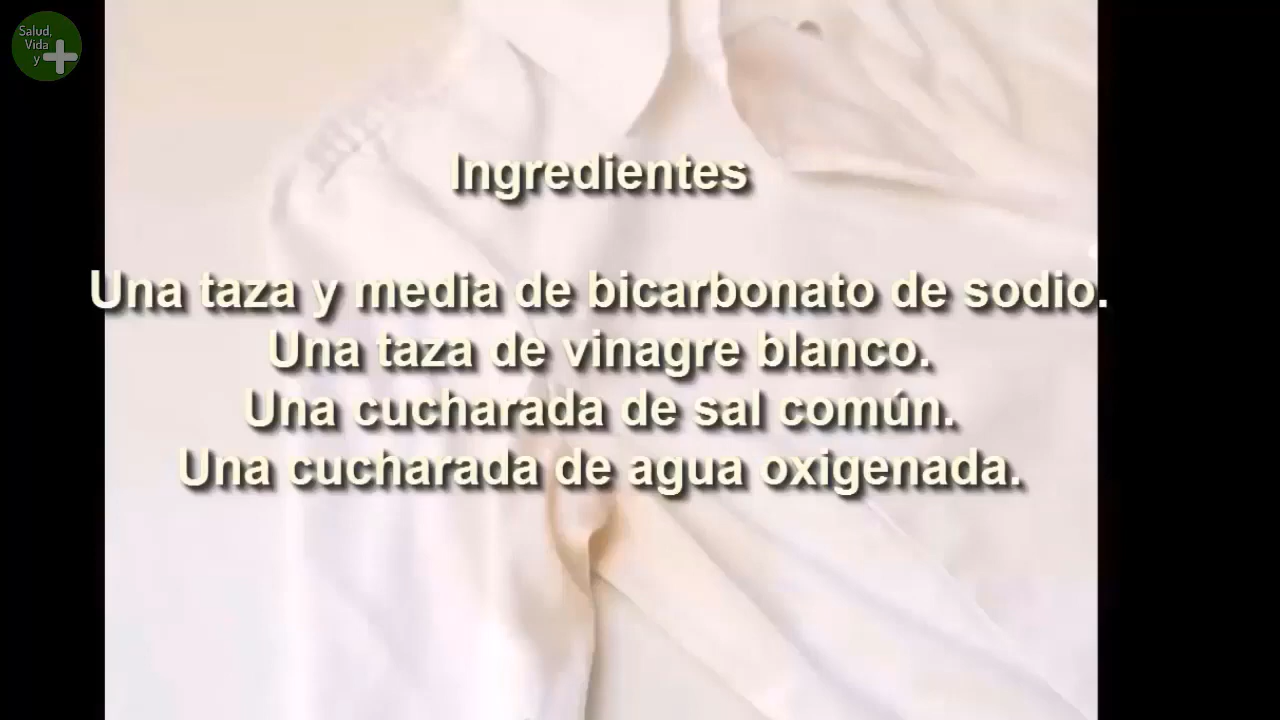 Salud,
Vida
y
Ingredientes
Una taza y media de bicarbonato de sodio.
Una taza de vinagre blanco.
Una cucharada de sal común.
Una cucharada de agua oxigenada.